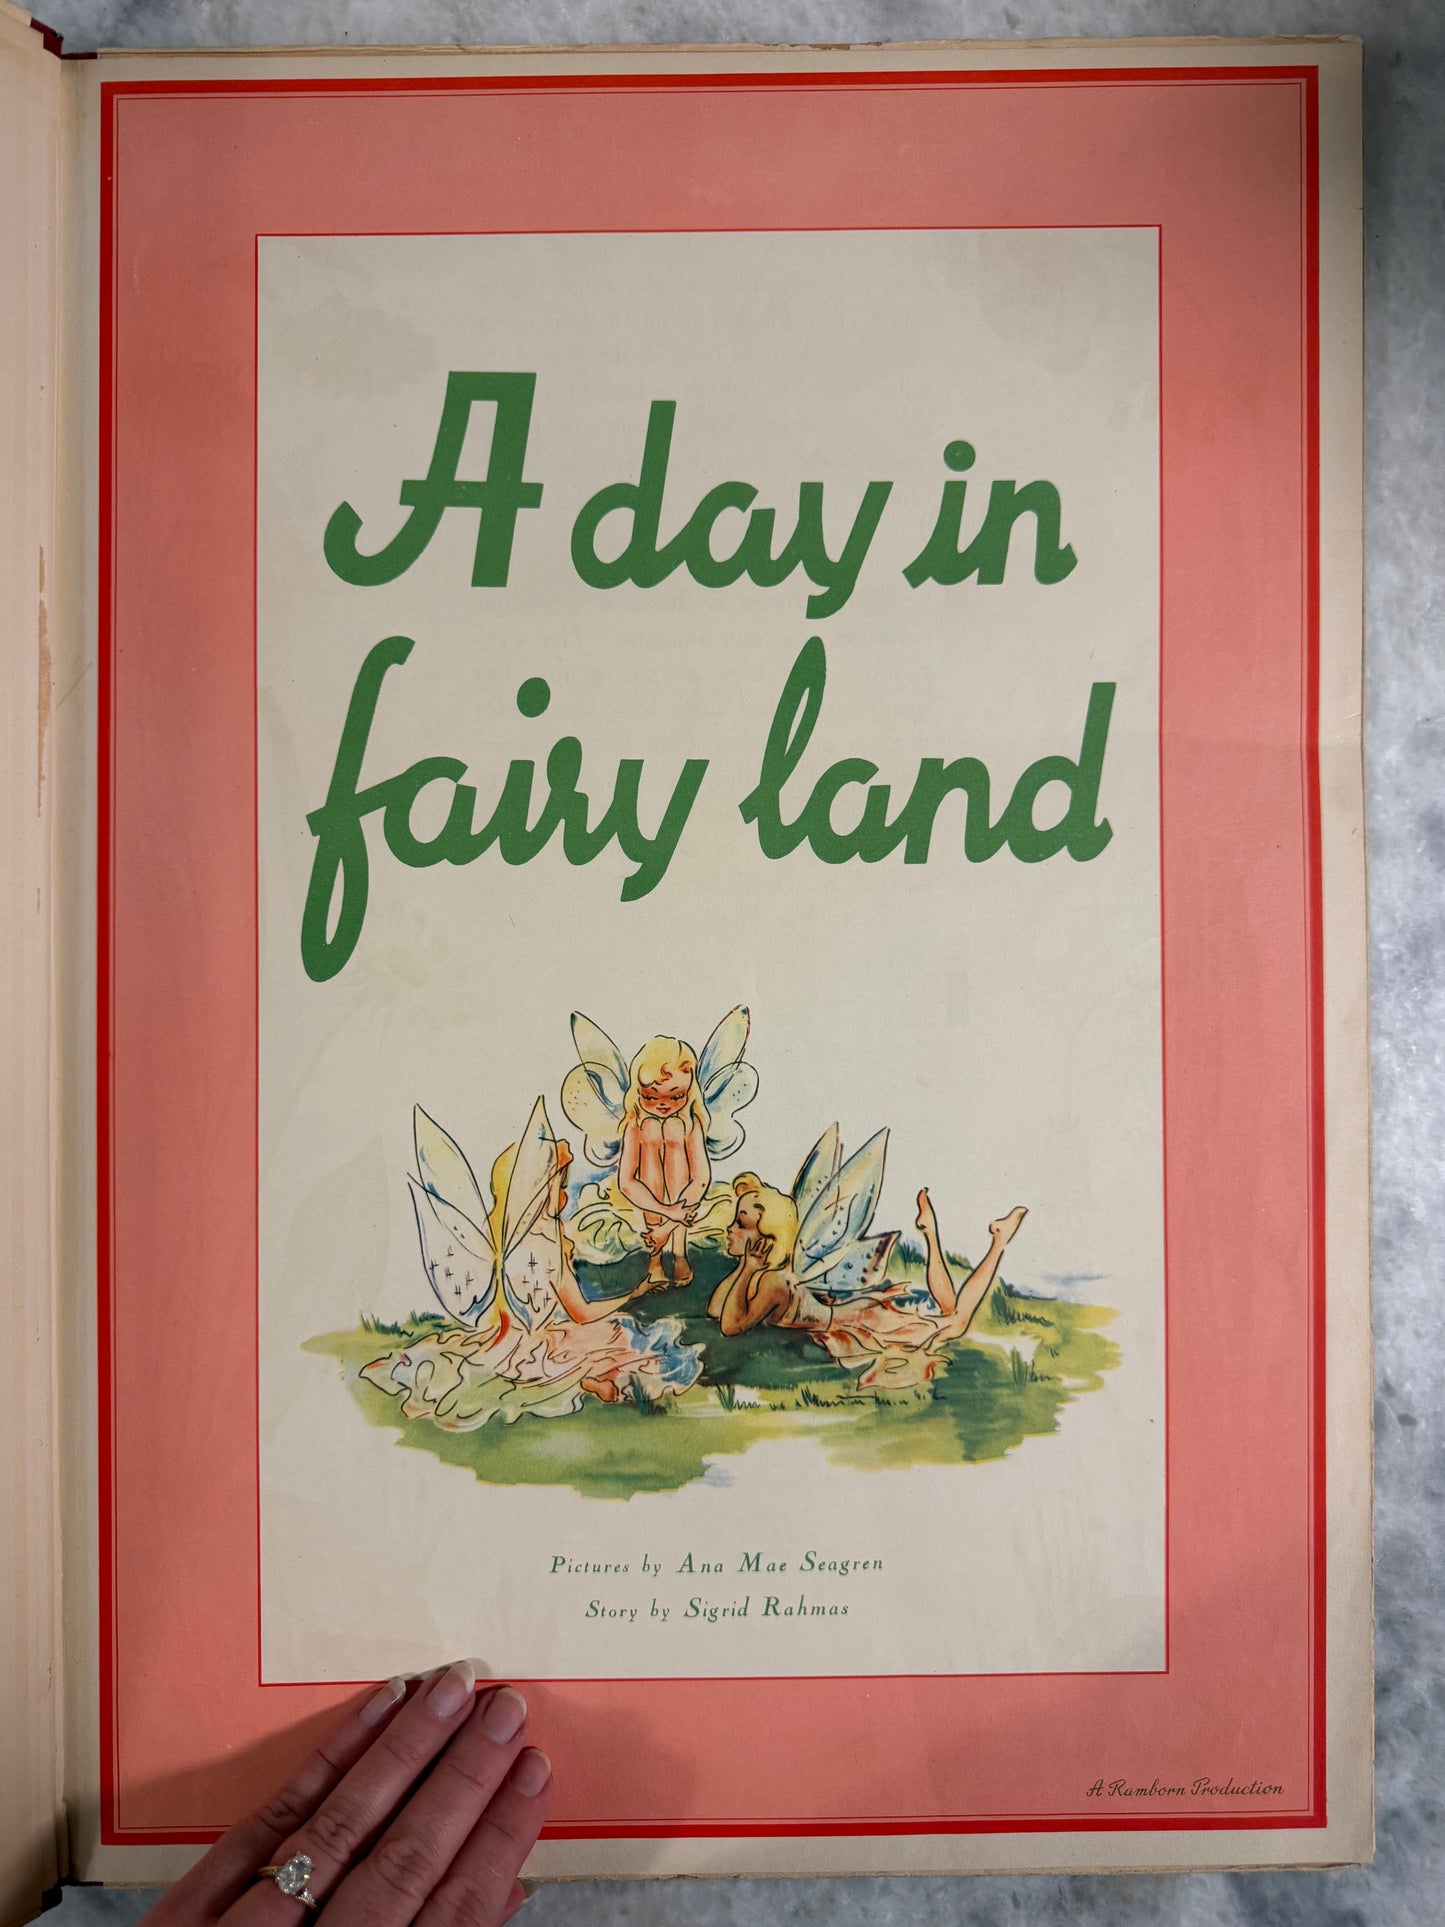 A day in
fairy land
Pictures by Ana Mae Seagren
Story by Sigrid Rahmas
A Ramborn Production